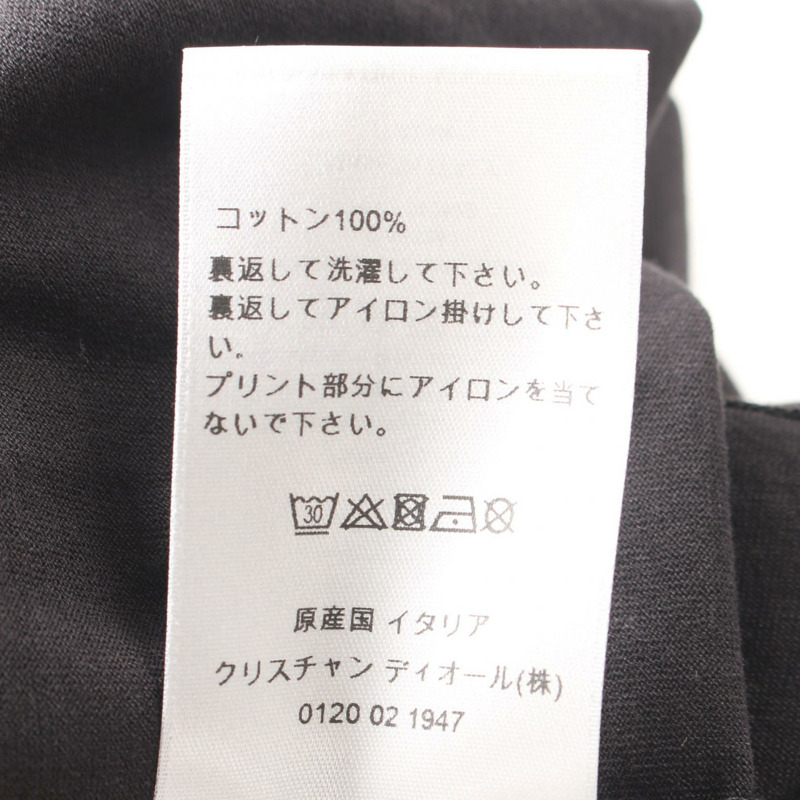 コットン100%
裏返して洗濯して下さい。
裏返してアイロン掛けして下さ
い。
プリント部分にアイロンを当て
ないで下さい。
30
原産国 イタリア
クリスチャン ディオール(株)
0120 02 1947